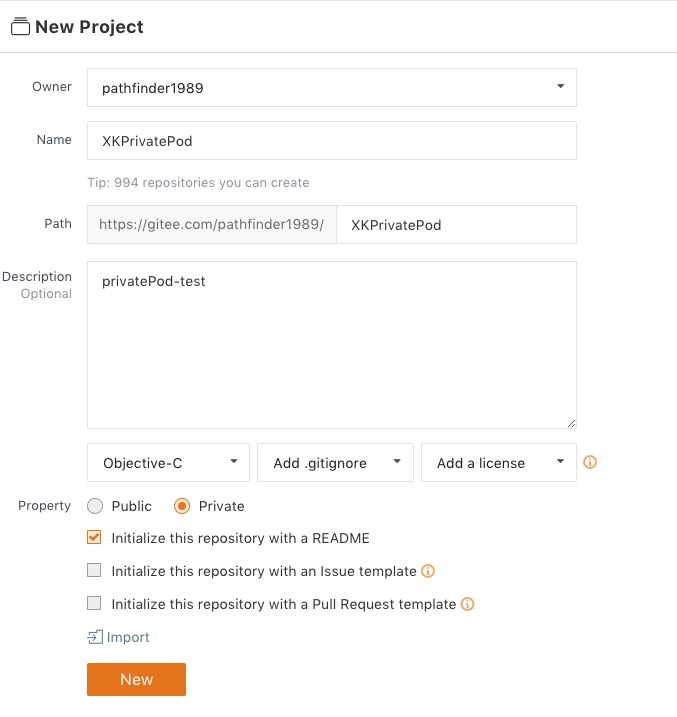 New Project
Owner pathfinder1989
Name XKPrivatePod
Tip: 994 repositories you can create
Path https://gitee.com/pathfinder1989/ XKPrivatePod
Description privatePod-test
Optional
Objective-C Add .gitignore Add a license
Property Public Private
Initialize this repository with a README
Initialize this repository with an Issue template
Initialize this repository with a Pull Request template
Import
New